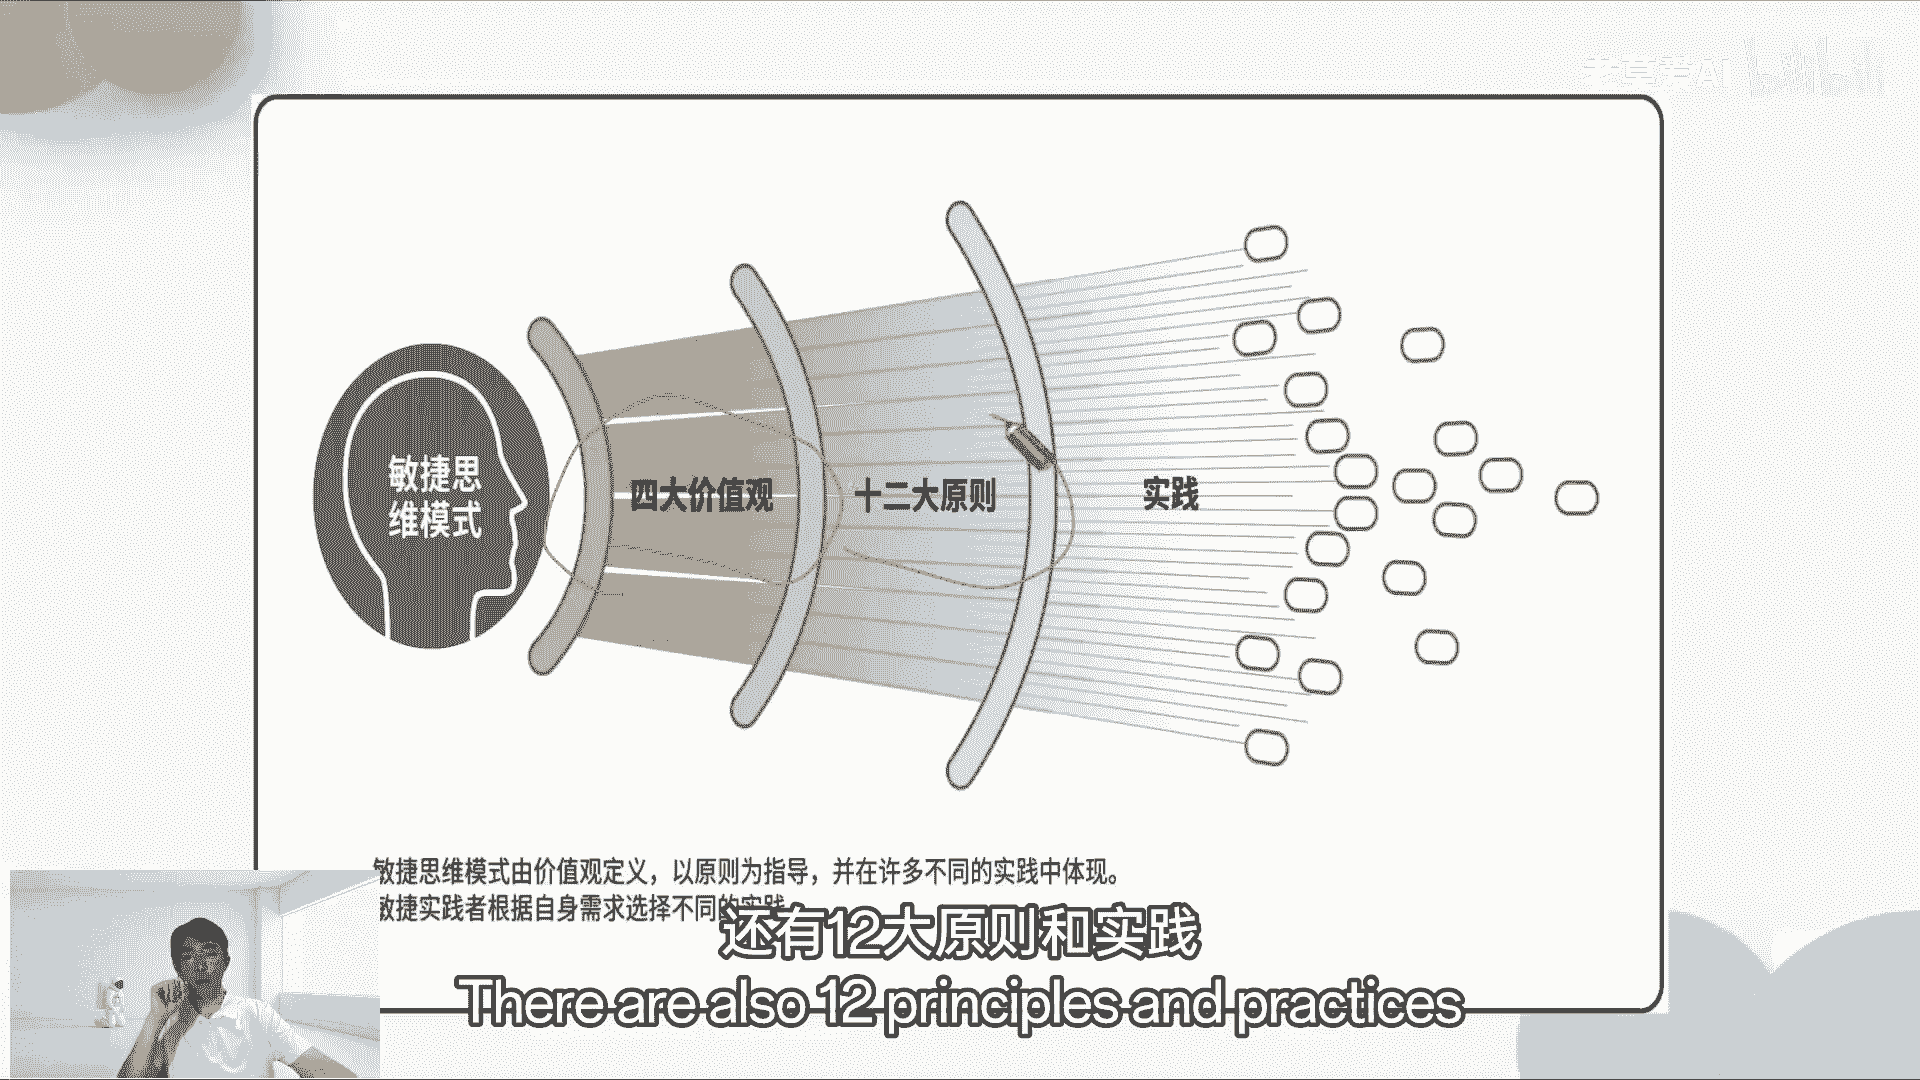 敏捷思
维模式
四大价值观
十二大原则
实践
敏捷思维模式由价值观定义，以原则为指导，并在许多不同的实践中体现。
敏捷实践者根据自身需求选择不同的实践
还有12大原则和实践
There are also 12 principles and practices